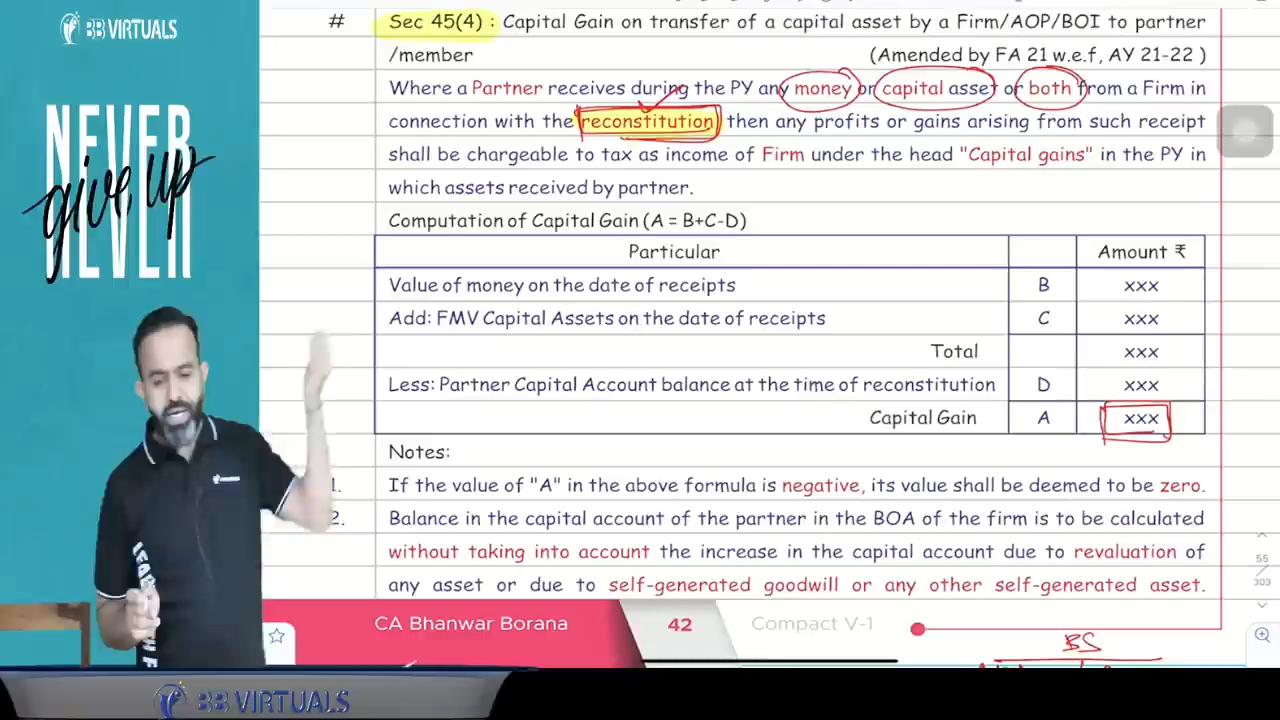 BB VIRTUALS
NEVER
give up
NEVER
# Sec 45(4) : Capital Gain on transfer of a capital asset by a Firm/AOP/BOI to partner
/member (Amended by FA 21 w.e.f, AY 21-22 )
Where a Partner receives during the PY any money or capital asset or both from a Firm in
connection with the reconstitution then any profits or gains arising from such receipt
shall be chargeable to tax as income of Firm under the head "Capital gains" in the PY in
which assets received by partner.
Computation of Capital Gain (A = B+C-D)
Particular Amount ₹
Value of money on the date of receipts B xxx
Add: FMV Capital Assets on the date of receipts C xxx
Total xxx
Less: Partner Capital Account balance at the time of reconstitution D xxx
Capital Gain A xxx
Notes:
1. If the value of "A" in the above formula is negative, its value shall be deemed to be zero.
2. Balance in the capital account of the partner in the BOA of the firm is to be calculated
without taking into account the increase in the capital account due to revaluation of
any asset or due to self-generated goodwill or any other self-generated asset.
55
303
CA Bhanwar Borana 42 Compact V-1
BS
BB VIRTUALS